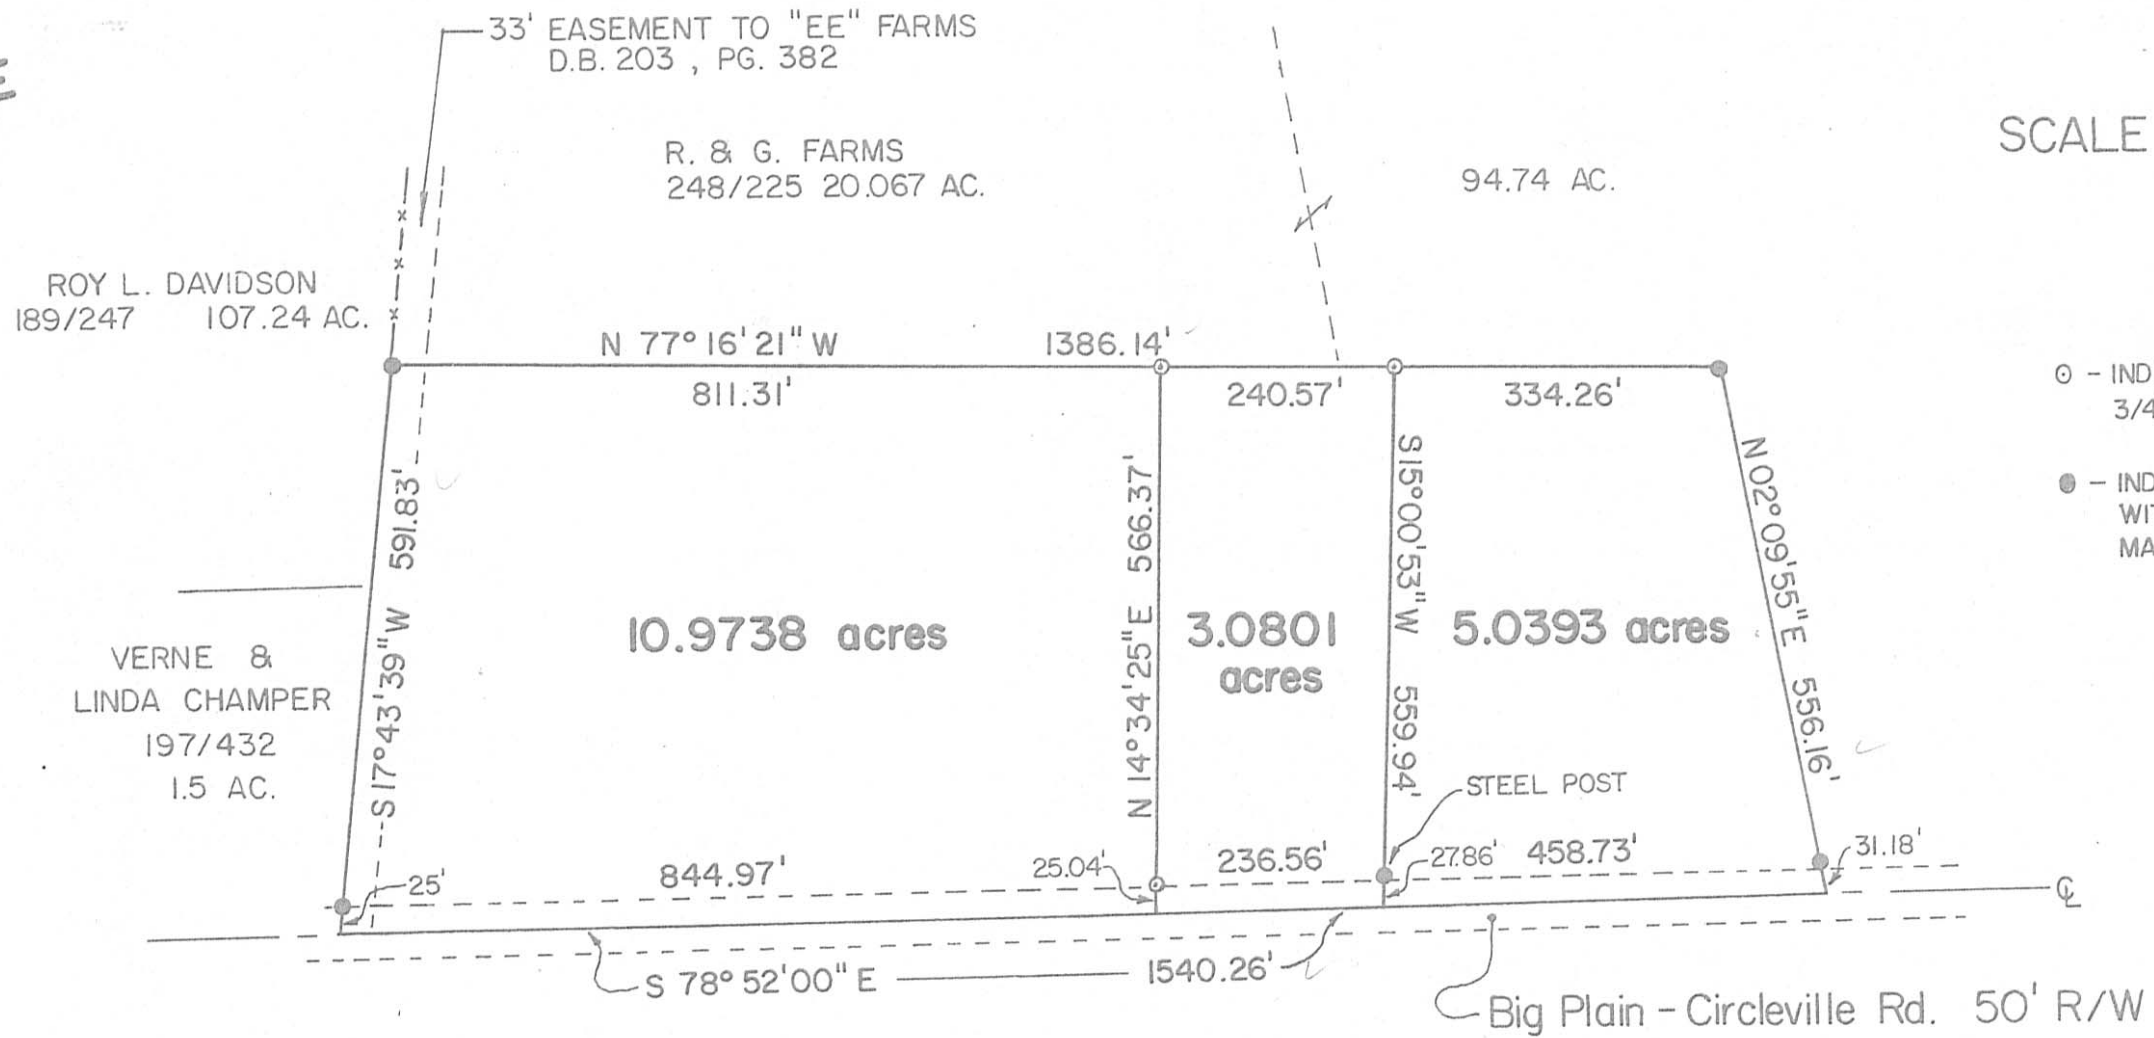 33' EASEMENT TO "EE" FARMS
D.B. 203 , PG. 382
R. & G. FARMS
248/225 20.067 AC.
94.74 AC.
SCALE
ROY L. DAVIDSON
189/247 107.24 AC.
N 77° 16' 21" W 1386.14'
811.31'
240.57'
334.26'
⊙ - IND
3/4
● - IND
WIT
MA
S 17° 43' 39" W 591.83'
N 14° 34' 25" E 566.37'
S 15° 00' 53" W 559.94'
N 02° 09' 55" E 556.16'
10.9738 acres
3.0801
acres
5.0393 acres
VERNE &
LINDA CHAMPER
197/432
1.5 AC.
STEEL POST
25'
844.97'
25.04'
236.56'
27.86'
458.73'
31.18'
℄
S 78° 52' 00" E 1540.26'
Big Plain - Circleville Rd. 50' R/W